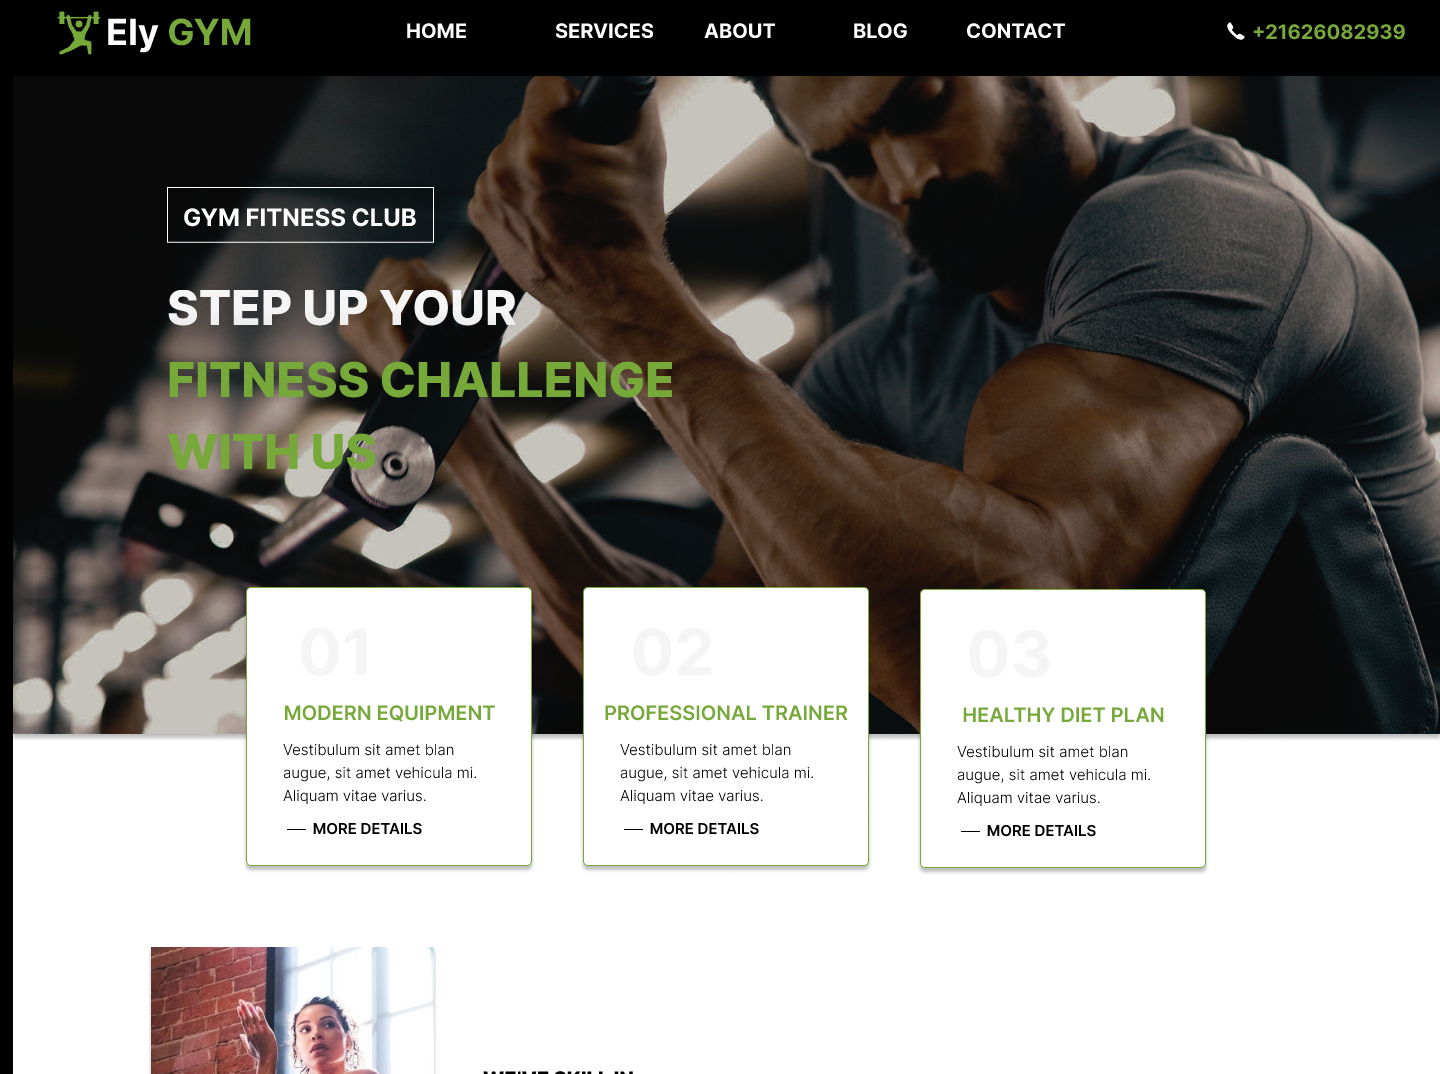 Ely GYM
HOME
SERVICES
ABOUT
BLOG
CONTACT
+21626082939
GYM FITNESS CLUB
STEP UP YOUR
FITNESS CHALLENGE
WITH US
01
MODERN EQUIPMENT
Vestibulum sit amet blan
augue, sit amet vehicula mi.
Aliquam vitae varius.
MORE DETAILS
02
PROFESSIONAL TRAINER
Vestibulum sit amet blan
augue, sit amet vehicula mi.
Aliquam vitae varius.
MORE DETAILS
03
HEALTHY DIET PLAN
Vestibulum sit amet blan
augue, sit amet vehicula mi.
Aliquam vitae varius.
MORE DETAILS